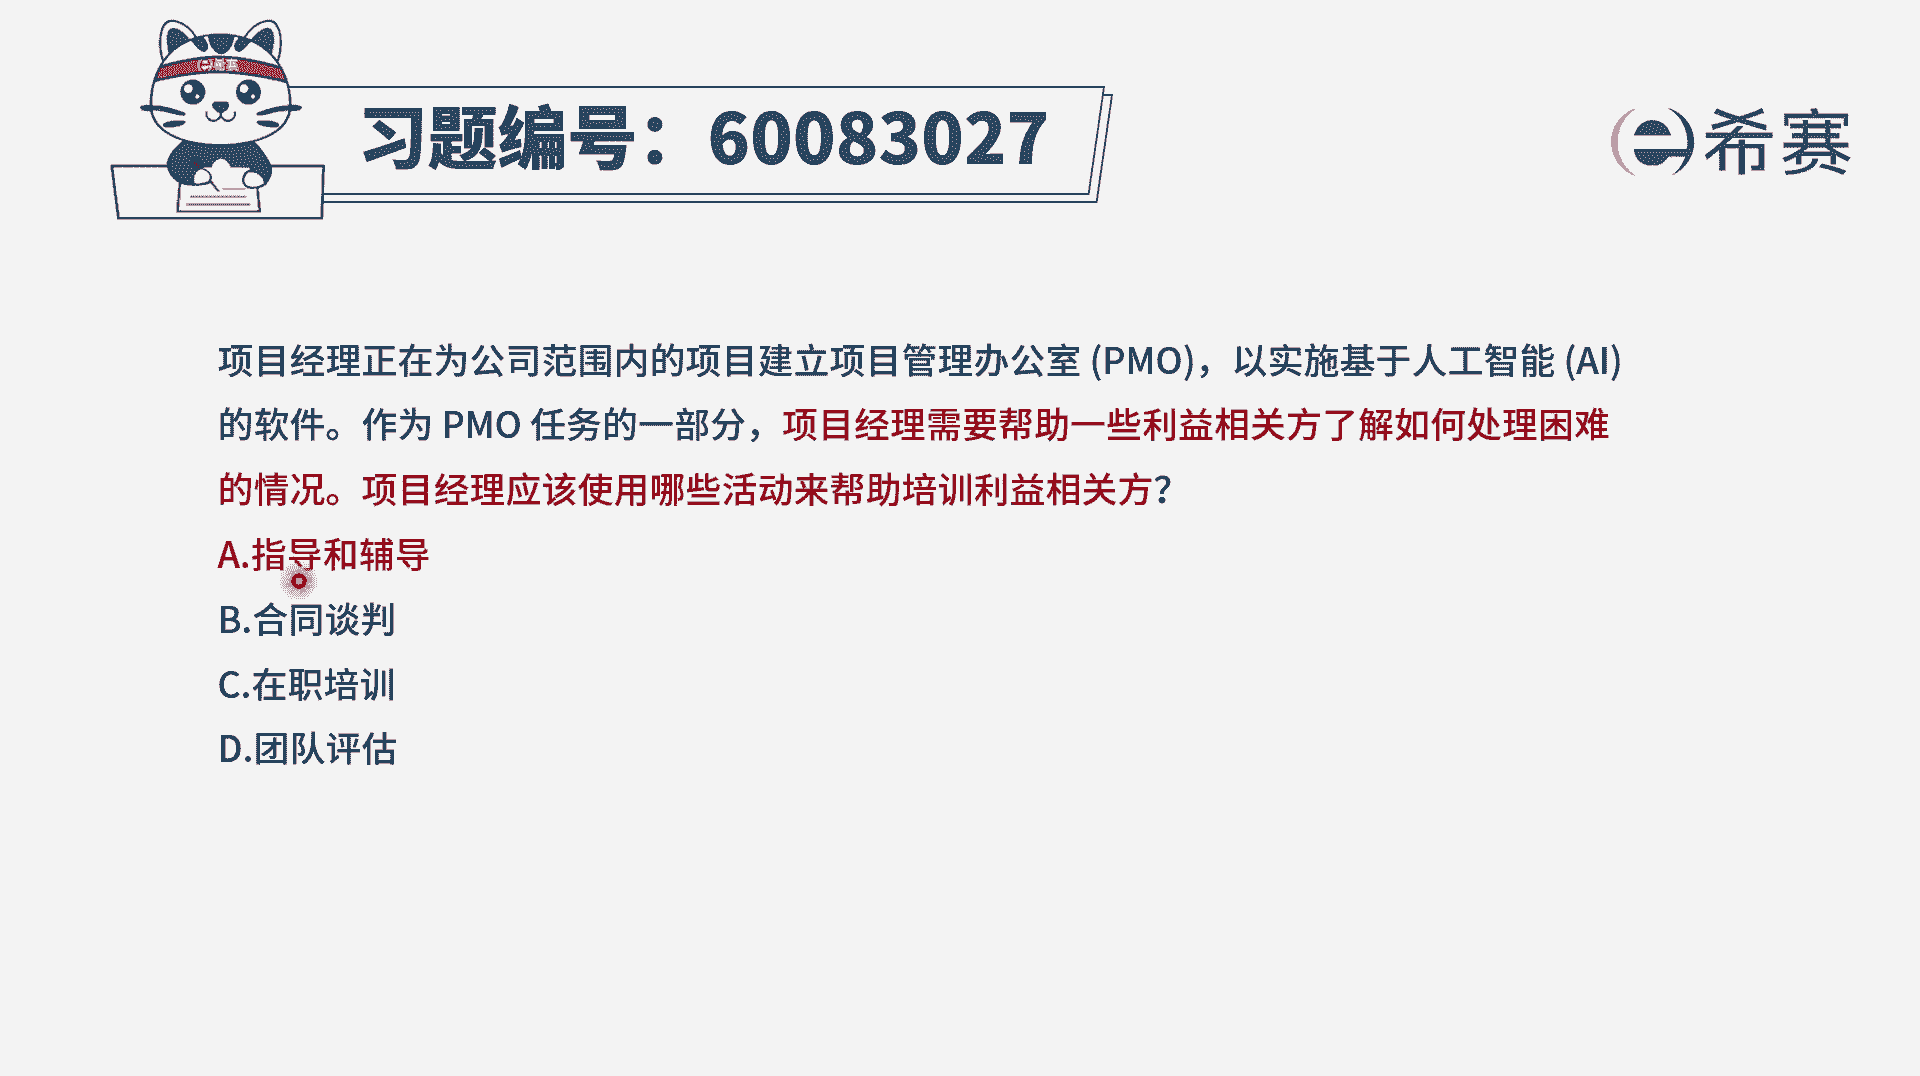 习题编号：60083027
希赛
项目经理正在为公司范围内的项目建立项目管理办公室 (PMO)，以实施基于人工智能 (AI)
的软件。作为 PMO 任务的一部分，项目经理需要帮助一些利益相关方了解如何处理困难
的情况。项目经理应该使用哪些活动来帮助培训利益相关方？
A.指导和辅导
B.合同谈判
C.在职培训
D.团队评估